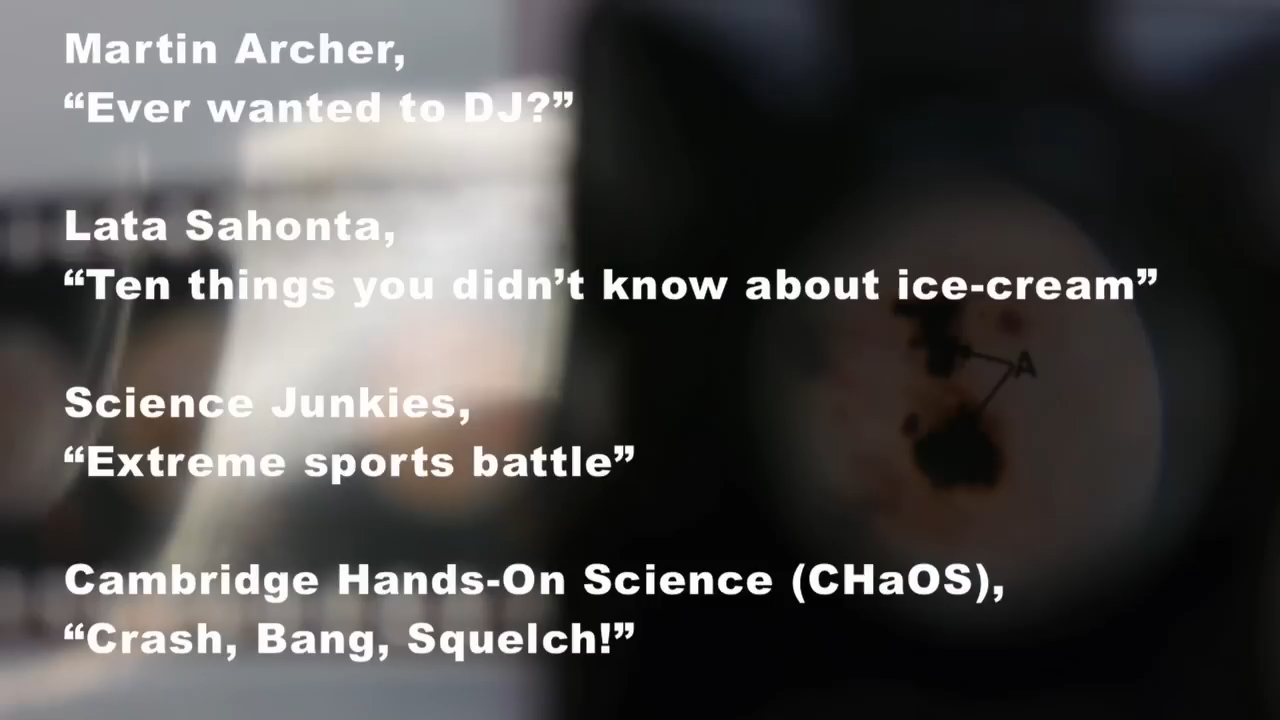 Martin Archer,
“Ever wanted to DJ?”
Lata Sahonta,
“Ten things you didn’t know about ice-cream”
A
Science Junkies,
“Extreme sports battle”
Cambridge Hands-On Science (CHaOS),
“Crash, Bang, Squelch!”